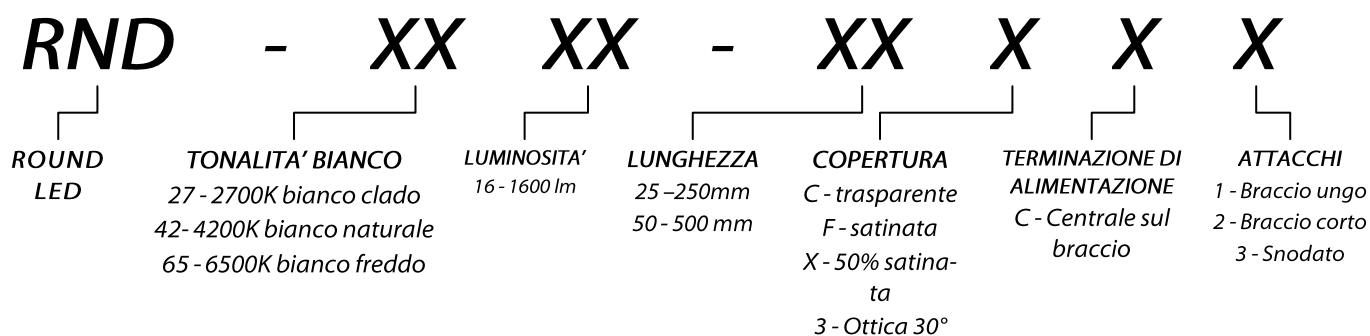 RND - XX XX - XX X X X
ROUND
LED
TONALITA’ BIANCO
27 - 2700K bianco clado
42- 4200K bianco naturale
65 - 6500K bianco freddo
LUMINOSITA’
16 - 1600 lm
LUNGHEZZA
25 –250mm
50 - 500 mm
COPERTURA
C - trasparente
F - satinata
X - 50% satina-
ta
3 - Ottica 30°
TERMINAZIONE DI
ALIMENTAZIONE
C - Centrale sul
braccio
ATTACCHI
1 - Braccio ungo
2 - Braccio corto
3 - Snodato